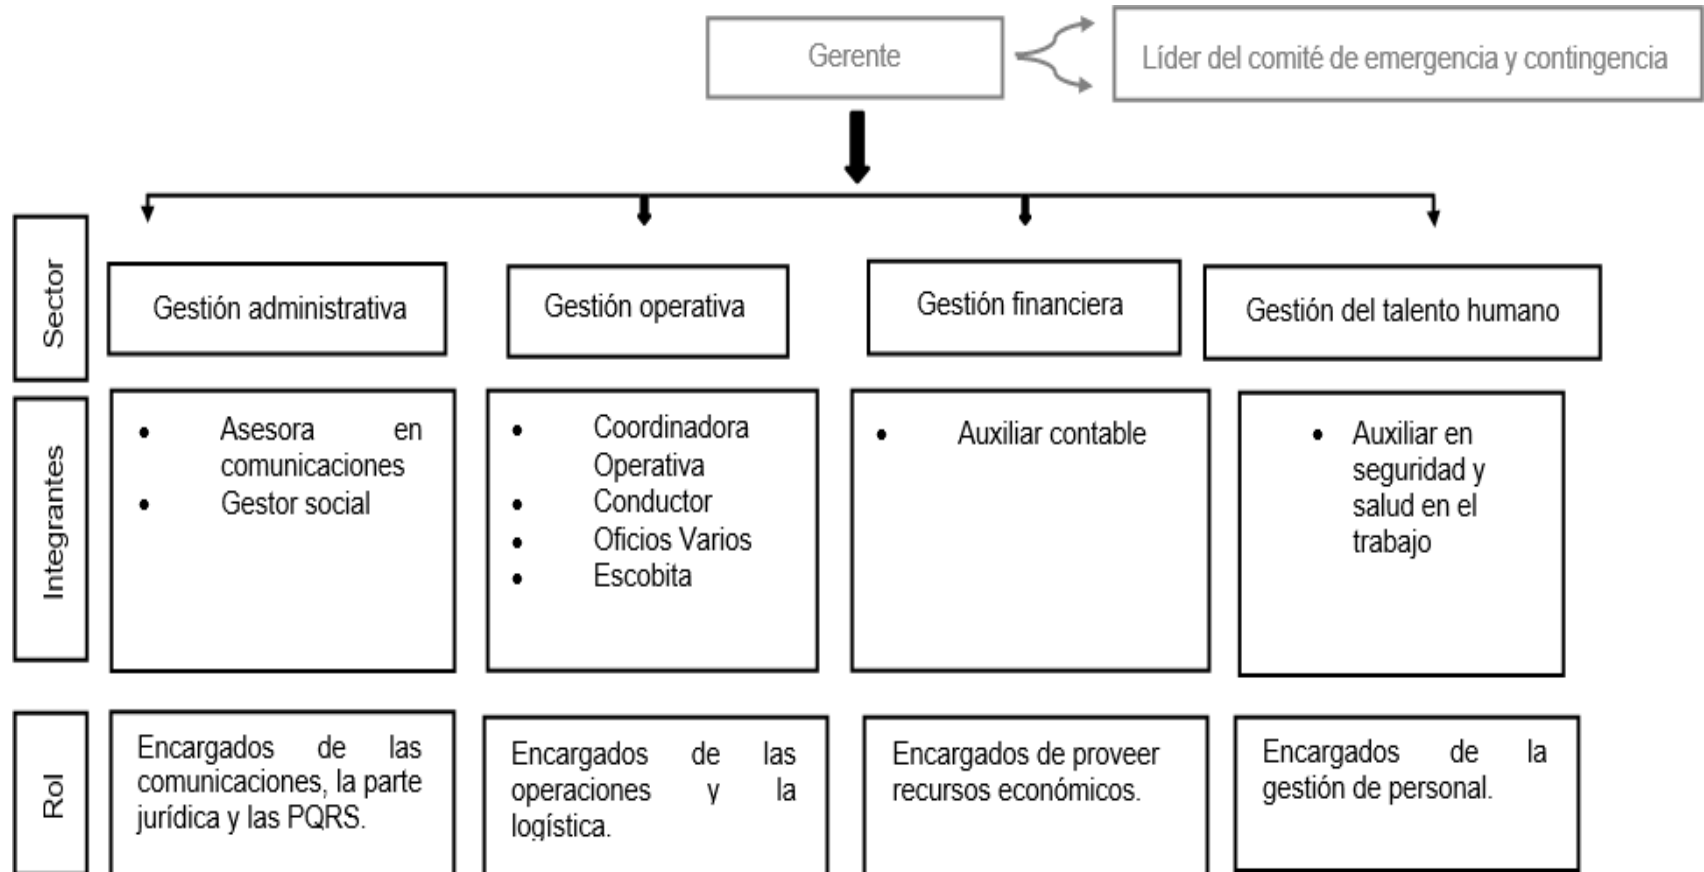 Gerente
Líder del comité de emergencia y contingencia
Sector
Gestión administrativa
Gestión operativa
Gestión financiera
Gestión del talento humano
Integrantes
• Asesora en
comunicaciones
• Gestor social
• Coordinadora
Operativa
• Conductor
• Oficios Varios
• Escobita
• Auxiliar contable
• Auxiliar en
seguridad y
salud en el
trabajo
Rol
Encargados de las
comunicaciones, la parte
jurídica y las PQRS.
Encargados de las
operaciones y la
logística.
Encargados de proveer
recursos económicos.
Encargados de la
gestión de personal.